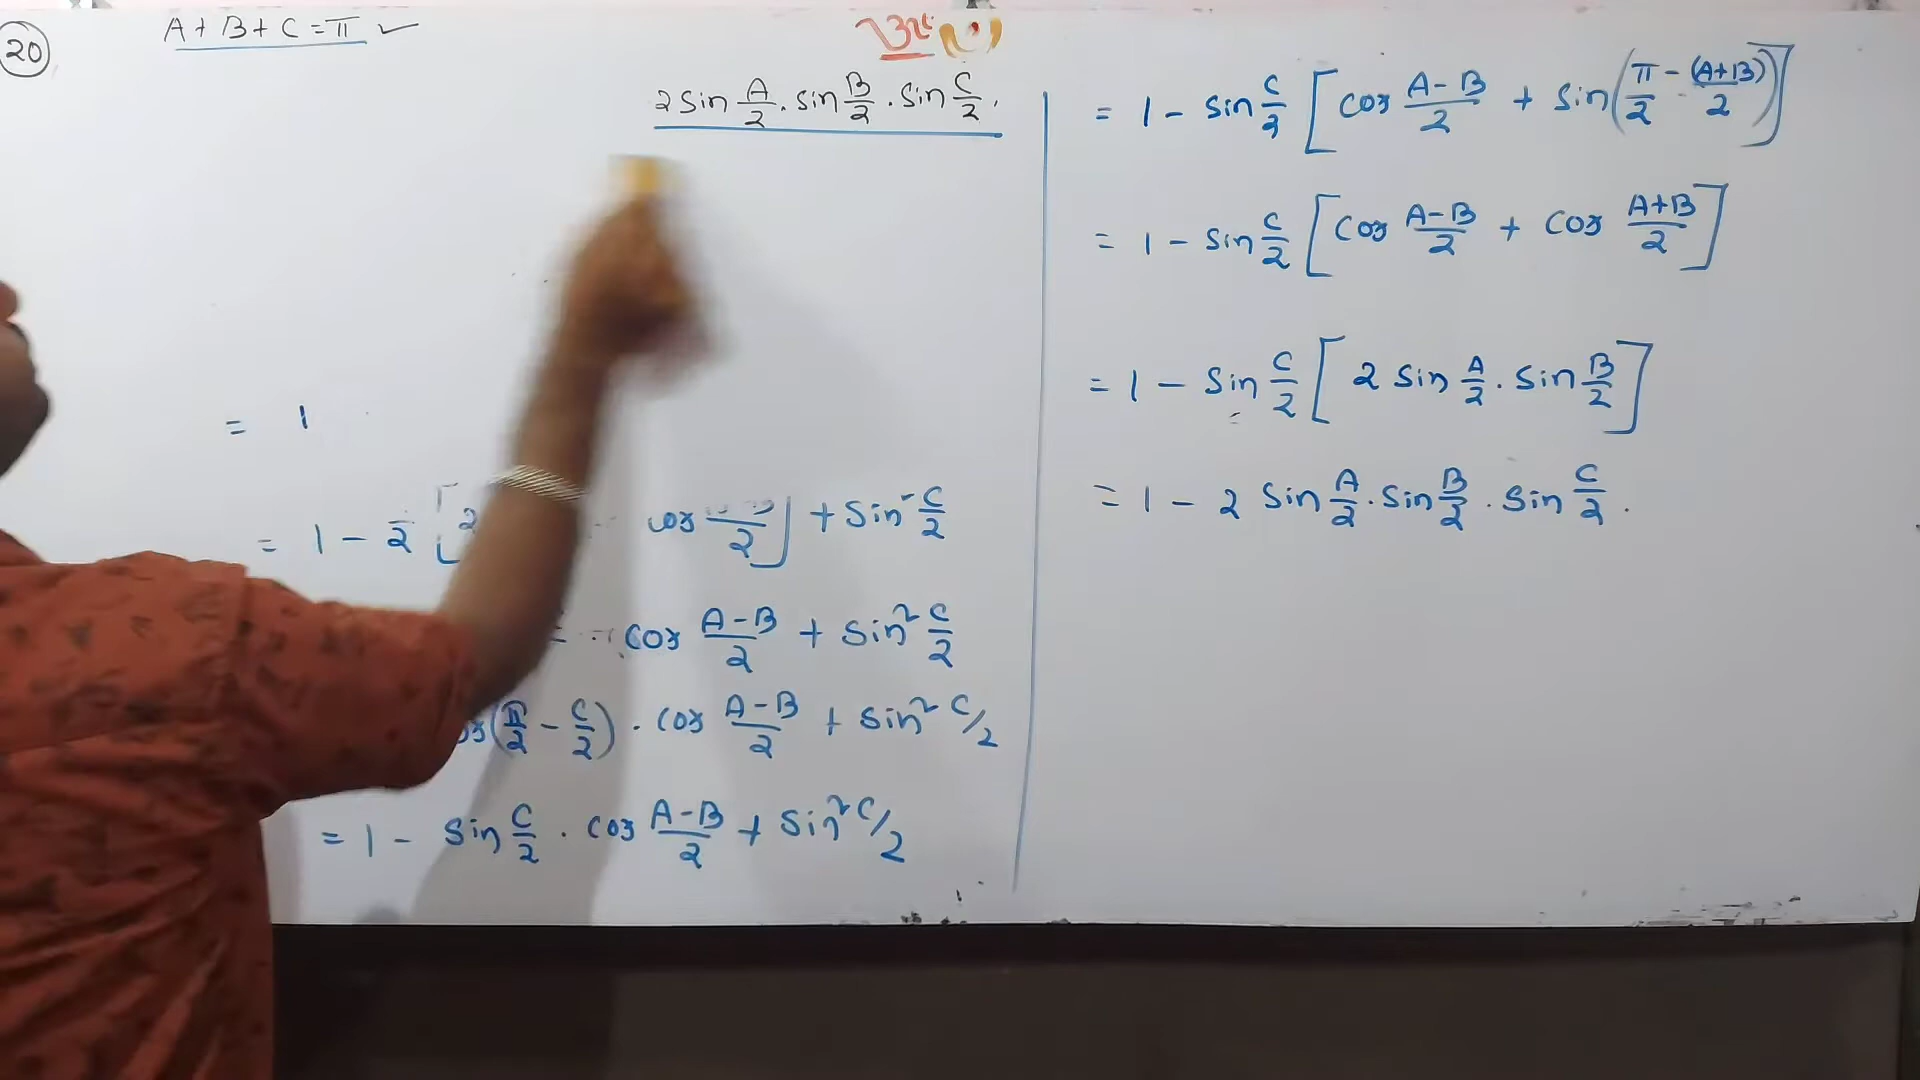 20
A + B + C = π ✓
2 sin A/2 . sin B/2 . sin C/2 .
= 1
= 1 - 2 [ 2 cos 2 ] + sin C/2
cos A-B/2 + sin² C/2
(π/2 - C/2) . cos A-B/2 + sin² C/2
= 1 - sin C/2 . cos A-B/2 + sin² C/2
= 1 - sin C/2 [ cos A-B/2 + sin (π/2 - (A+B)/2) ]
= 1 - sin C/2 [ cos A-B/2 + cos A+B/2 ]
= 1 - sin C/2 [ 2 sin A/2 . sin B/2 ]
= 1 - 2 sin A/2 . sin B/2 . sin C/2 .